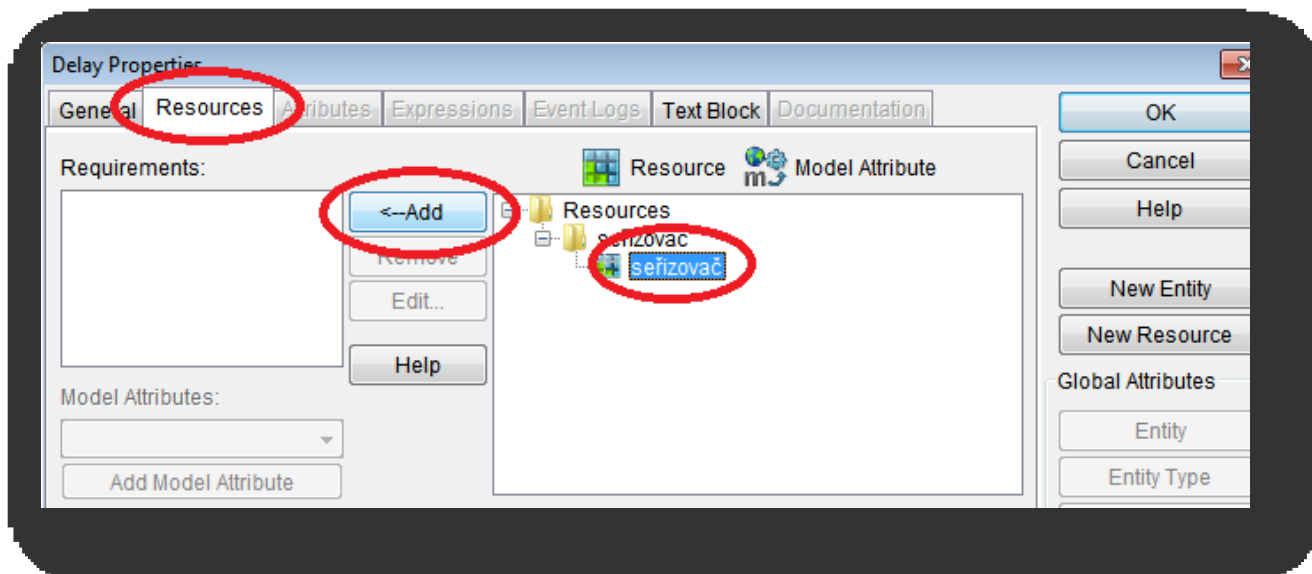 Delay Properties
General Resources Attributes Expressions Event Logs Text Block Documentation
OK
Cancel
Help
New Entity
New Resource
Global Attributes
Entity
Entity Type
Requirements:
Resource Model Attribute
<--Add
Remove
Edit...
Help
Resources
seřizovač
seřizovač
Model Attributes:
Add Model Attribute